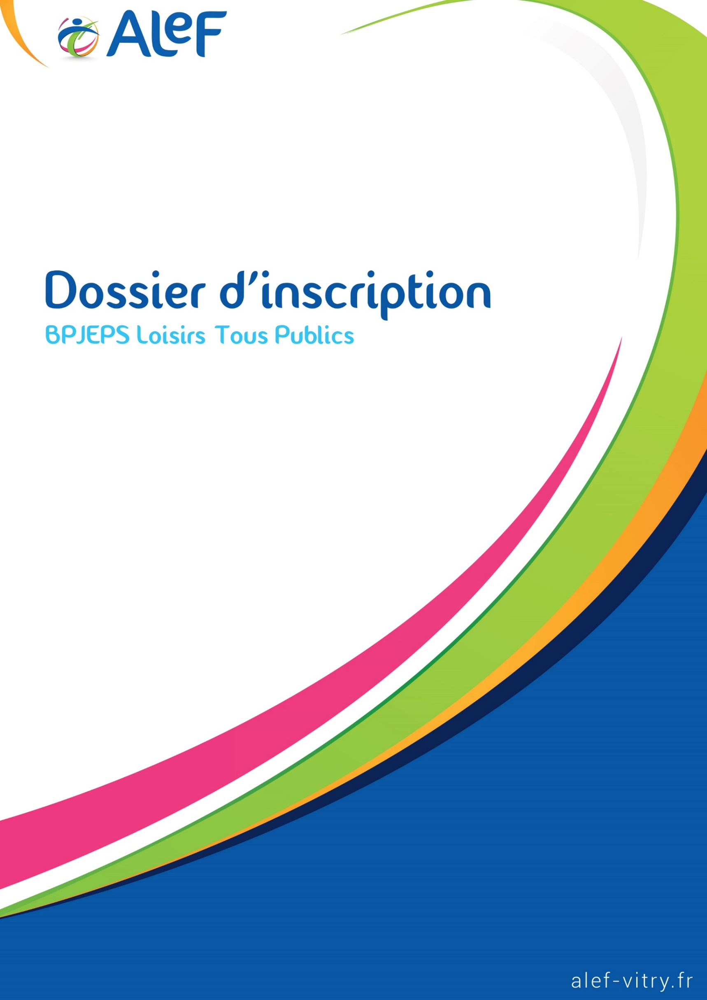 ALeF
Dossier d’inscription
BPJEPS Loisirs Tous Publics
alef-vitry.fr